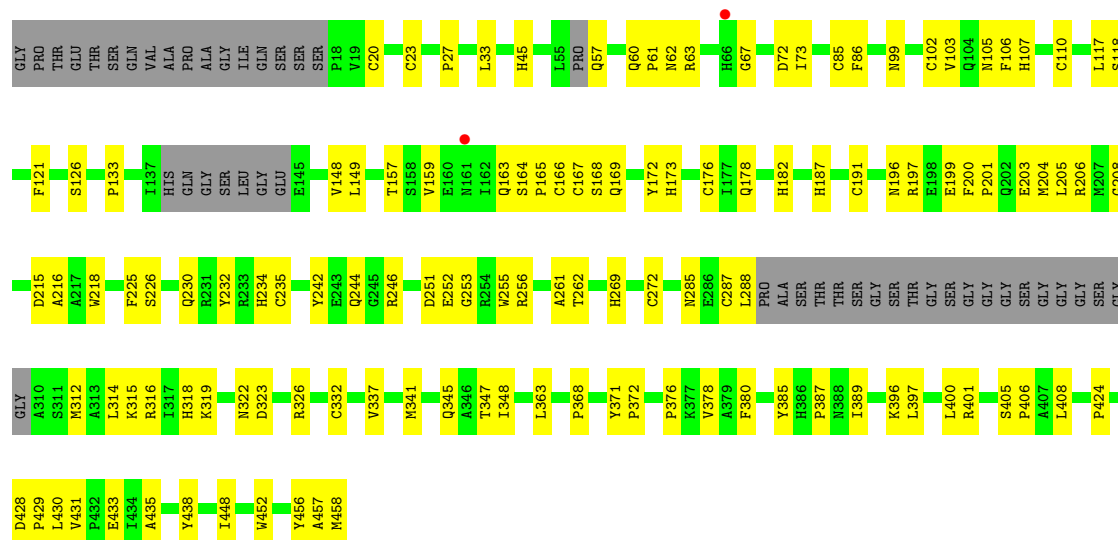 GLY PRO THR GLU THR SER GLN VAL ALA PRO ALA GLY ILE GLN SER SER SER P18 V19 C20 C23 P27 L33 H45 L55 PRO Q57 Q60 P61 N62 R63 H66 G67 D72 I73 C85 F86 N99 C102 V103 Q104 N105 F106 H107 C110 L117 S118
F121 S126 P133 I137 HIS GLN GLY SER LEU GLY GLU E145 V148 L149 T157 S158 V159 E160 N161 I162 Q163 S164 P165 C166 C167 S168 Q169 Y172 H173 C176 I177 Q178 H182 H187 C191 N196 R197 E198 E199 F200 P201 Q202 E203 M204 L205 R206 M207 G208
D215 A216 A217 W218 F225 S226 Q230 R231 Y232 R233 H234 C235 Y242 E243 Q244 G245 R246 D251 E252 G253 R254 W255 R256 A261 T262 H269 C272 N285 E286 C287 L288 PRO ALA SER THR THR SER GLY SER THR GLY SER GLY GLY GLY SER GLY GLY GLY SER GLY
GLY A310 S311 M312 A313 L314 K315 R316 I317 H318 K319 N322 D323 R326 C332 V337 M341 Q345 A346 T347 I348 L363 P368 Y371 P372 P376 K377 V378 A379 F380 Y385 H386 P387 N388 I389 K396 L397 L400 R401 S405 P406 A407 L408 P424
D428 P429 L430 V431 P432 E433 I434 A435 Y438 I448 W452 Y456 A457 M458